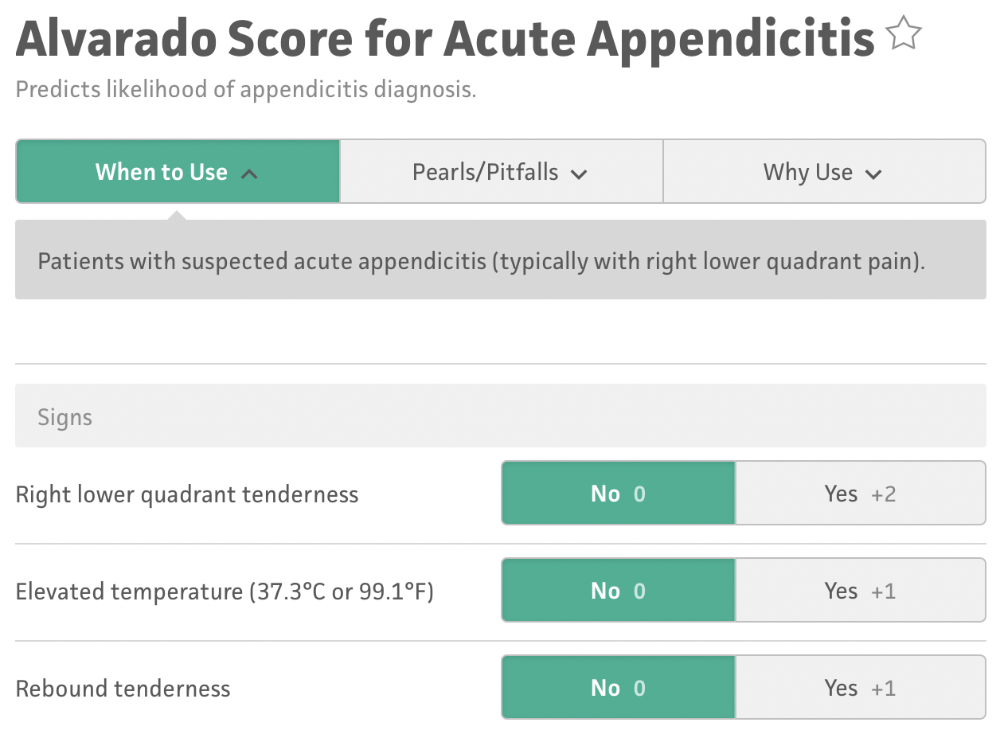 Alvarado Score for Acute Appendicitis
Predicts likelihood of appendicitis diagnosis.
When to Use Pearls/Pitfalls Why Use
Patients with suspected acute appendicitis (typically with right lower quadrant pain).
Signs
Right lower quadrant tenderness No 0 Yes +2
Elevated temperature (37.3°C or 99.1°F) No 0 Yes +1
Rebound tenderness No 0 Yes +1